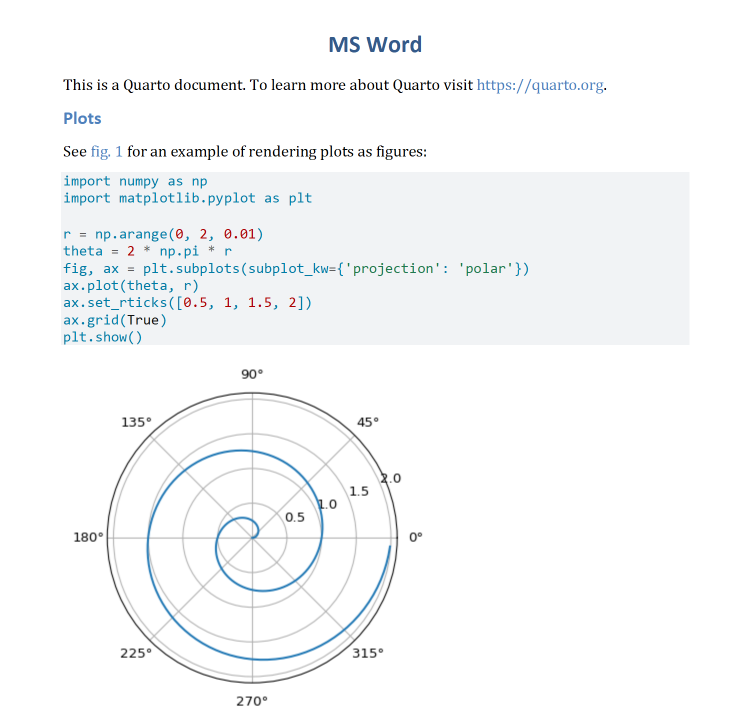 MS Word
This is a Quarto document. To learn more about Quarto visit https://quarto.org.
Plots
See fig. 1 for an example of rendering plots as figures:
import numpy as np
import matplotlib.pyplot as plt
r = np.arange(0, 2, 0.01)
theta = 2 * np.pi * r
fig, ax = plt.subplots(subplot_kw={'projection': 'polar'})
ax.plot(theta, r)
ax.set_rticks([0.5, 1, 1.5, 2])
ax.grid(True)
plt.show()
90°
135°
45°
2.0
1.5
1.0
0.5
180°
0°
225°
315°
270°